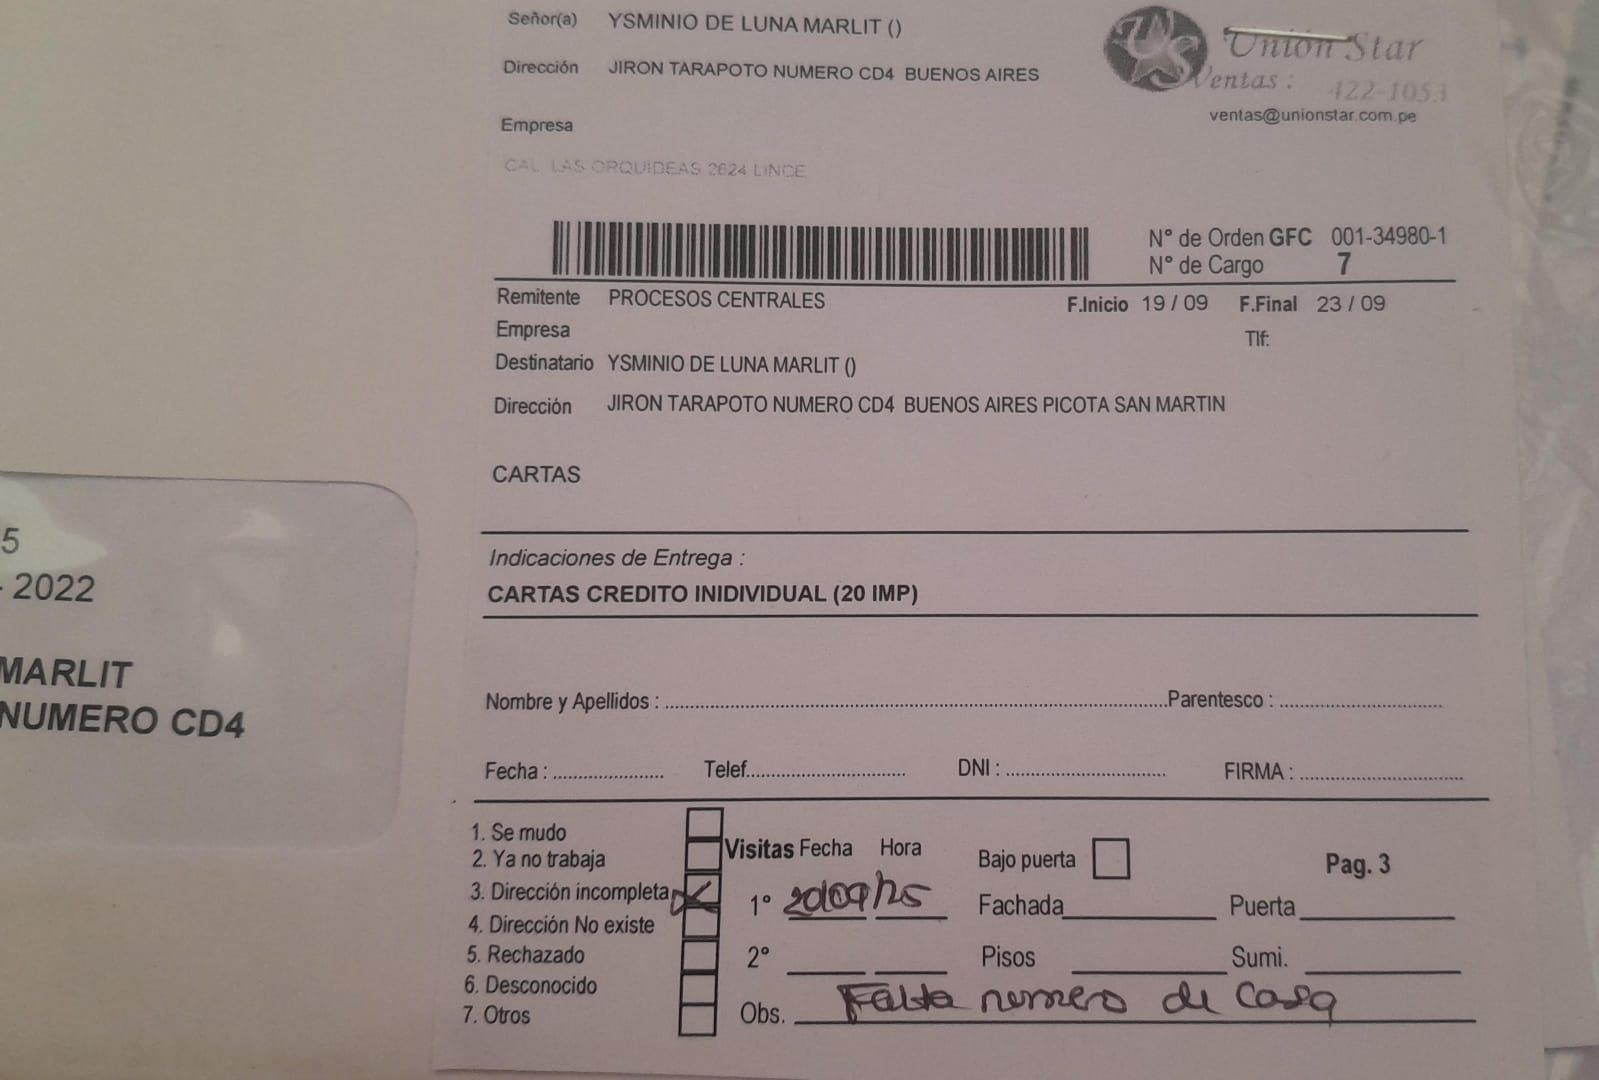 Señor(a) YSMINIO DE LUNA MARLIT ()
Unión Star
Dirección JIRON TARAPOTO NUMERO CD4 BUENOS AIRES
Ventas : 422-1053
ventas@unionstar.com.pe
Empresa
CAL LAS ORQUIDEAS 2624 LINCE
N° de Orden GFC 001-34980-1
N° de Cargo 7
Remitente PROCESOS CENTRALES F.Inicio 19 / 09 F.Final 23 / 09
Empresa Tlf:
Destinatario YSMINIO DE LUNA MARLIT ()
Dirección JIRON TARAPOTO NUMERO CD4 BUENOS AIRES PICOTA SAN MARTIN
CARTAS
Indicaciones de Entrega :
CARTAS CREDITO INIDIVIDUAL (20 IMP)
Nombre y Apellidos : Parentesco :
Fecha : Telef. DNI : FIRMA :
1. Se mudo
2. Ya no trabaja
3. Dirección incompleta
4. Dirección No existe
5. Rechazado
6. Desconocido
7. Otros
Visitas Fecha Hora
1° 20/09/25
2°
Bajo puerta
Pag. 3
Fachada Puerta
Pisos Sumi.
Obs. Falta numero de casa
5
- 2022
MARLIT
NUMERO CD4